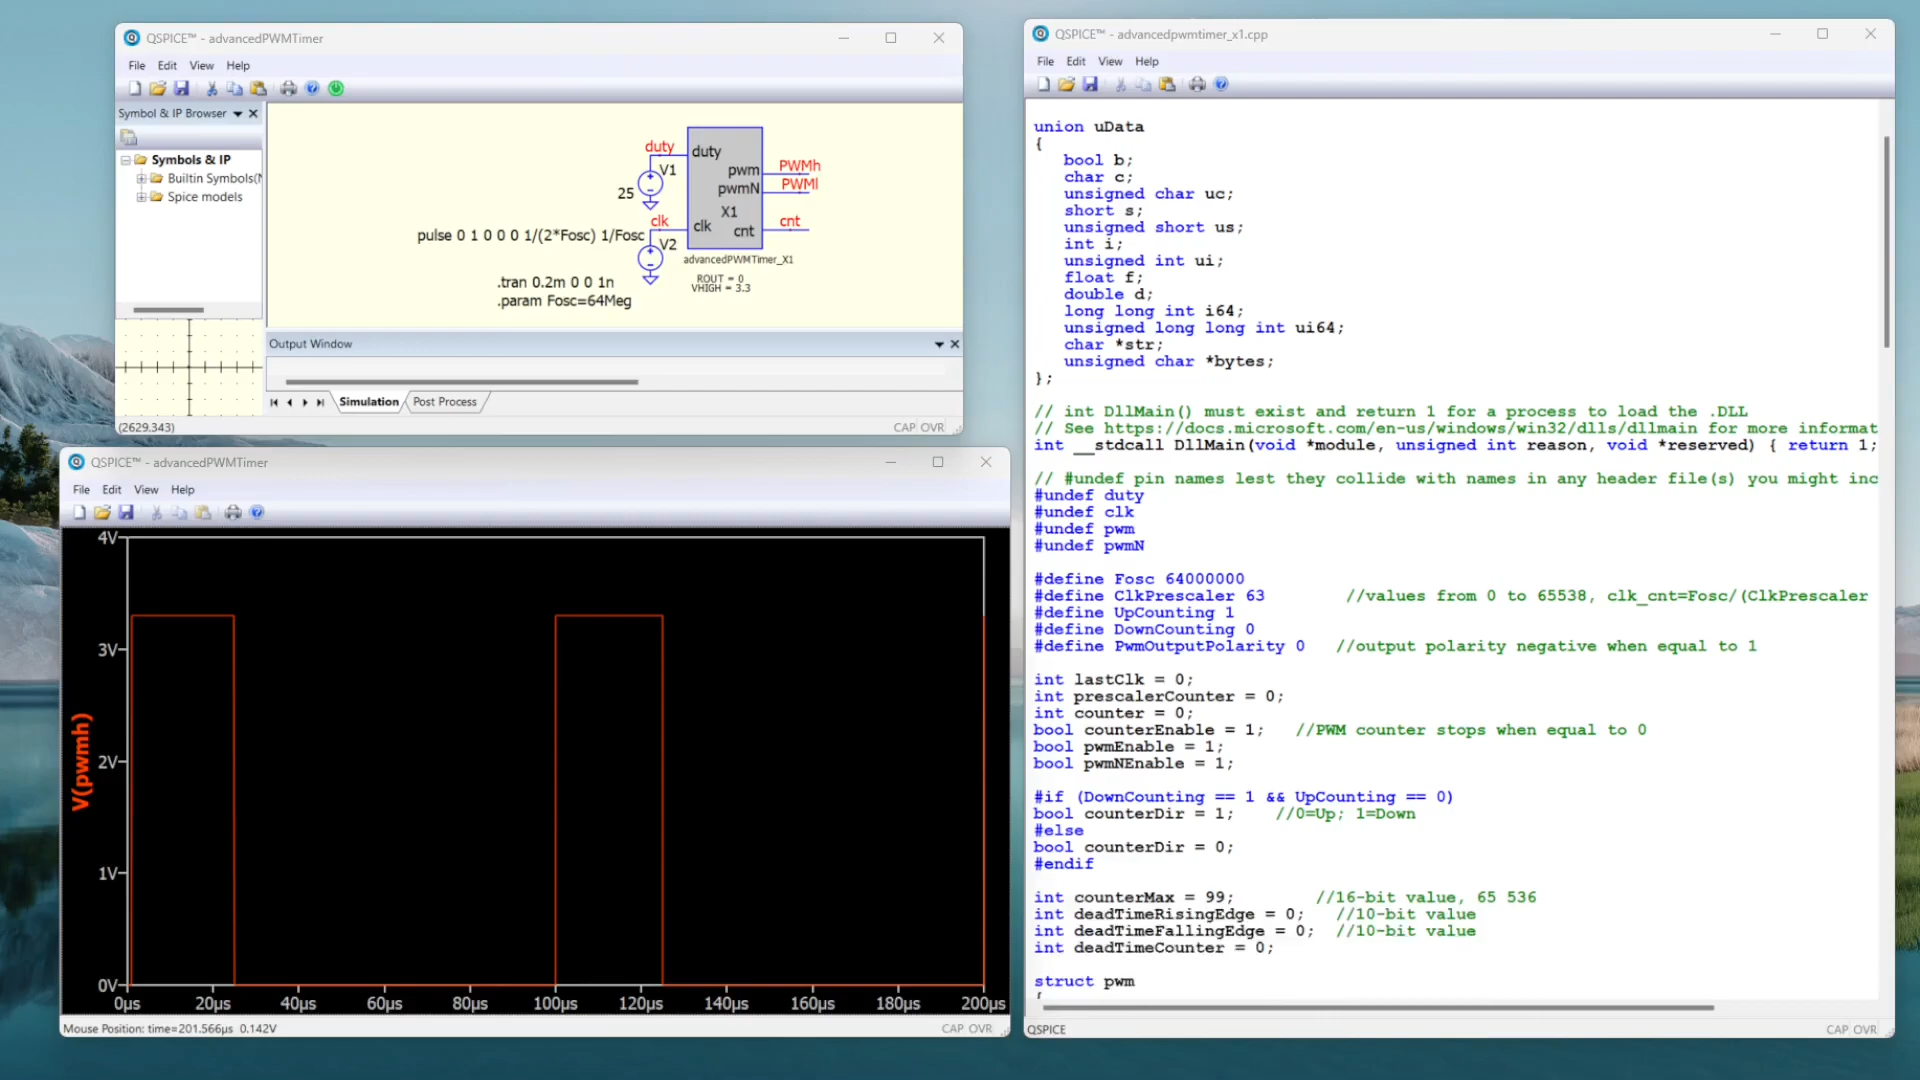 QSPICE™ - advancedPWMTimer
File Edit View Help
Symbol & IP Browser
Symbols & IP
Builtin Symbols(
Spice models
(2629.343)
duty
V1
25
clk
V2
pulse 0 1 0 0 0 1/(2*Fosc) 1/Fosc
.tran 0.2m 0 0 1n
.param Fosc=64Meg
duty
pwm
pwmN
X1
clk
cnt
PWMh
PWMl
cnt
advancedPWMTimer_X1
ROUT = 0
VHIGH = 3.3
Output Window
Simulation Post Process
CAP OVR
QSPICE™ - advancedPWMTimer
File Edit View Help
V(pwmh)
4V
3V
2V
1V
0V
0µs 20µs 40µs 60µs 80µs 100µs 120µs 140µs 160µs 180µs 200µs
Mouse Position: time=201.566µs 0.142V
CAP OVR
QSPICE™ - advancedpwmtimer_x1.cpp
File Edit View Help
union uData
{
bool b;
char c;
unsigned char uc;
short s;
unsigned short us;
int i;
unsigned int ui;
float f;
double d;
long long int i64;
unsigned long long int ui64;
char *str;
unsigned char *bytes;
};
// int DllMain() must exist and return 1 for a process to load the .DLL
// See https://docs.microsoft.com/en-us/windows/win32/dlls/dllmain for more informat
int __stdcall DllMain(void *module, unsigned int reason, void *reserved) { return 1;
// #undef pin names lest they collide with names in any header file(s) you might inc
#undef duty
#undef clk
#undef pwm
#undef pwmN
#define Fosc 64000000
#define ClkPrescaler 63 //values from 0 to 65538, clk_cnt=Fosc/(ClkPrescaler
#define UpCounting 1
#define DownCounting 0
#define PwmOutputPolarity 0 //output polarity negative when equal to 1
int lastClk = 0;
int prescalerCounter = 0;
int counter = 0;
bool counterEnable = 1; //PWM counter stops when equal to 0
bool pwmEnable = 1;
bool pwmNEnable = 1;
#if (DownCounting == 1 && UpCounting == 0)
bool counterDir = 1; //0=Up; 1=Down
#else
bool counterDir = 0;
#endif
int counterMax = 99; //16-bit value, 65 536
int deadTimeRisingEdge = 0; //10-bit value
int deadTimeFallingEdge = 0; //10-bit value
int deadTimeCounter = 0;
struct pwm
{
QSPICE
CAP OVR